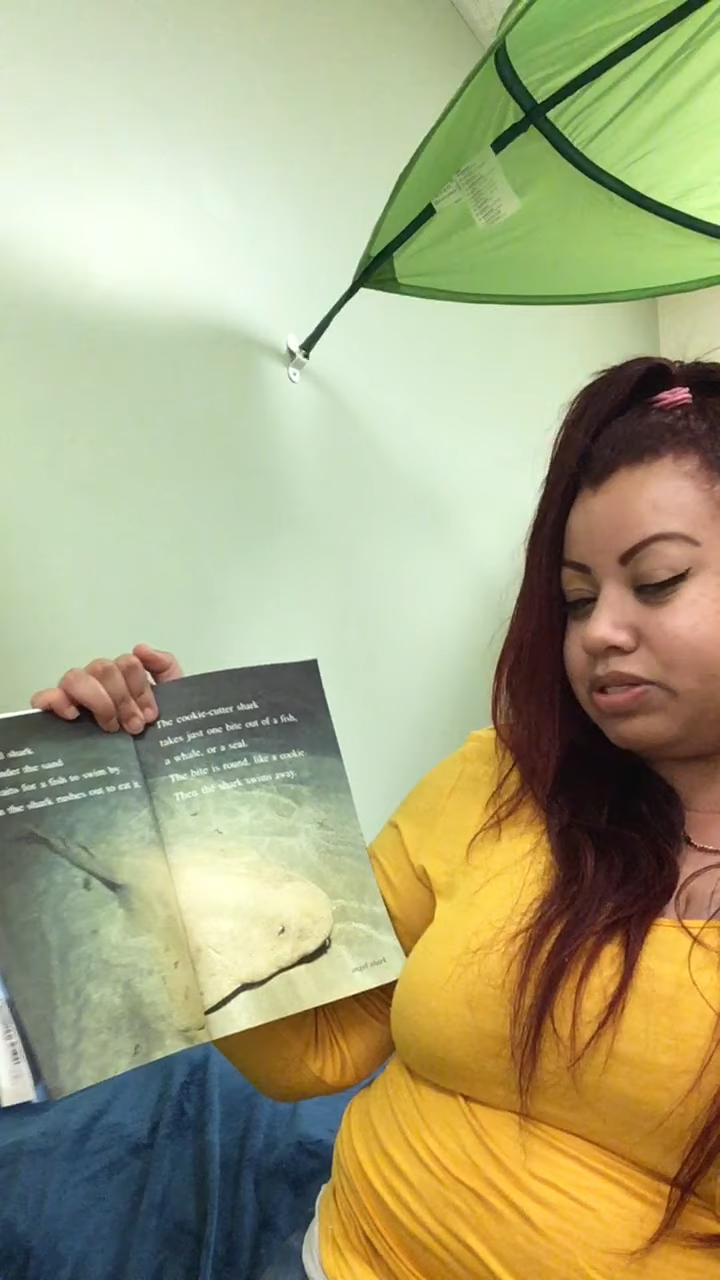 shark
under the sand
waits for a fish to swim by.
the shark rushes out to eat it.
The cookie-cutter shark
takes just one bite out of a fish,
a whale, or a seal.
The bite is round, like a cookie.
Then the shark swims away.
angel shark